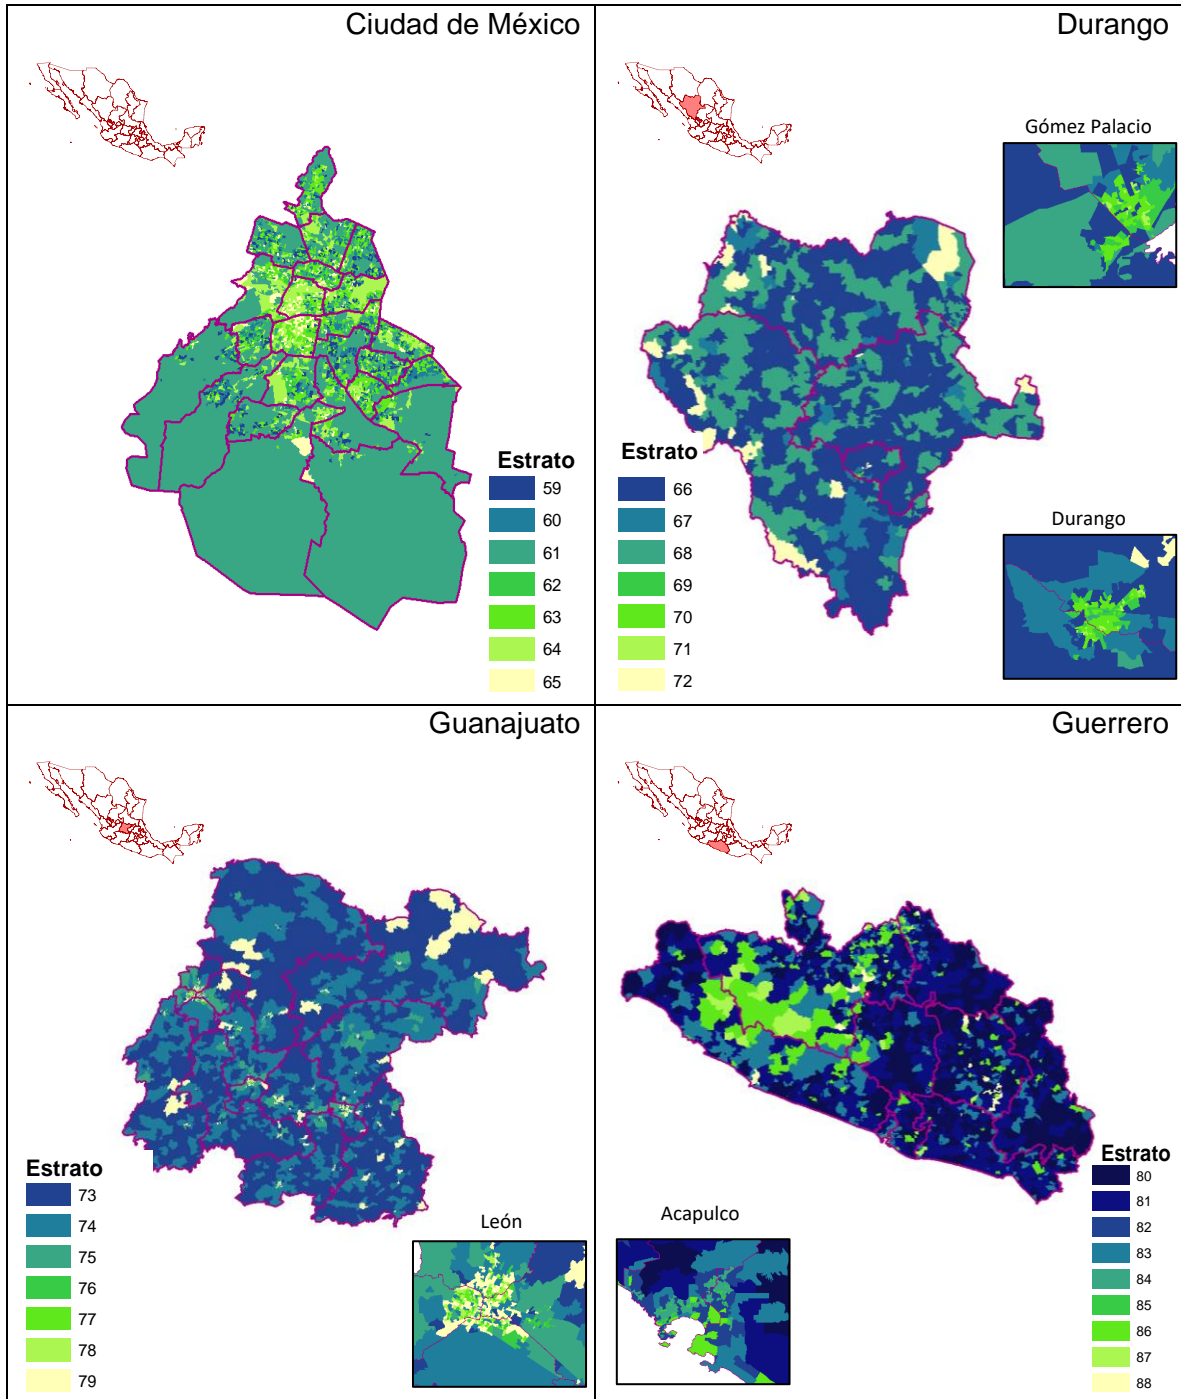 Ciudad de México
Estrato
59
60
61
62
63
64
65
Durango
Gómez Palacio
Estrato
66
67
68
69
70
71
72
Durango
Guanajuato
Estrato
73
74
75
76
77
78
79
León
Guerrero
Acapulco
Estrato
80
81
82
83
84
85
86
87
88